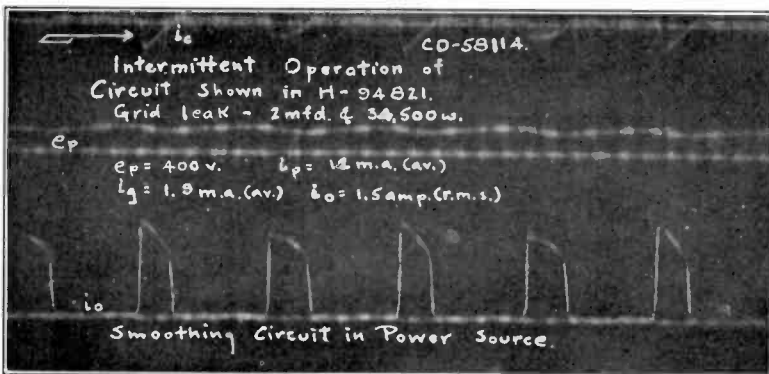 ic
CD-58114.
Intermittent Operation of
Circuit Shown in H-94821.
Grid leak - 2mfd. & 34,500w.
ep
ep = 400 v. ip = 12 m.a. (av.)
ig = 1.9 m.a. (av.) io = 1.5 amp. (r.m.s.)
io
Smoothing Circuit in Power Source.